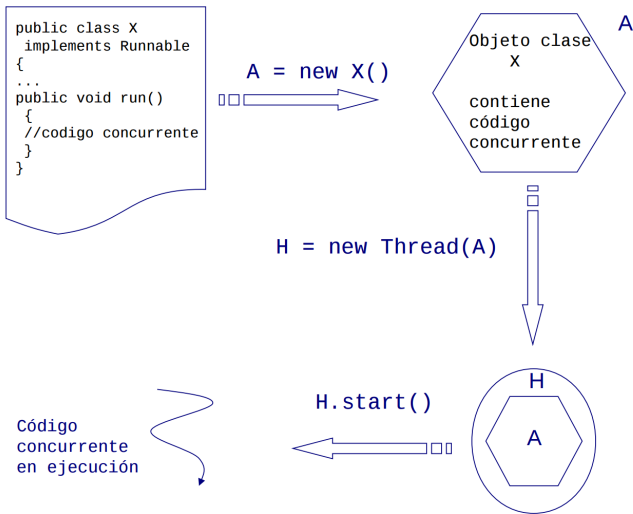 public class X
implements Runnable
{
...
public void run()
{
//codigo concurrente
}
}
A = new X()
A
Objeto clase
X
contiene
código
concurrente
H = new Thread(A)
H
A
H.start()
Código
concurrente
en ejecución